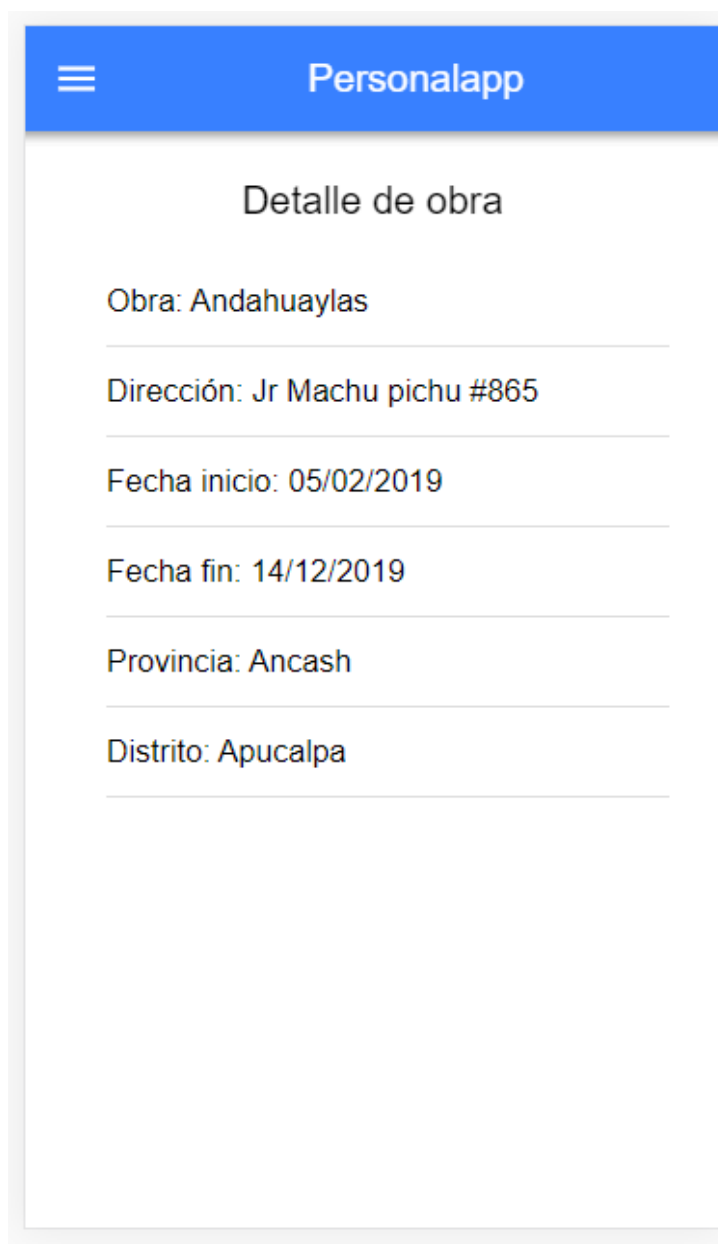 Personalapp
Detalle de obra
Obra: Andahuaylas
Dirección: Jr Machu pichu #865
Fecha inicio: 05/02/2019
Fecha fin: 14/12/2019
Provincia: Ancash
Distrito: Apucalpa